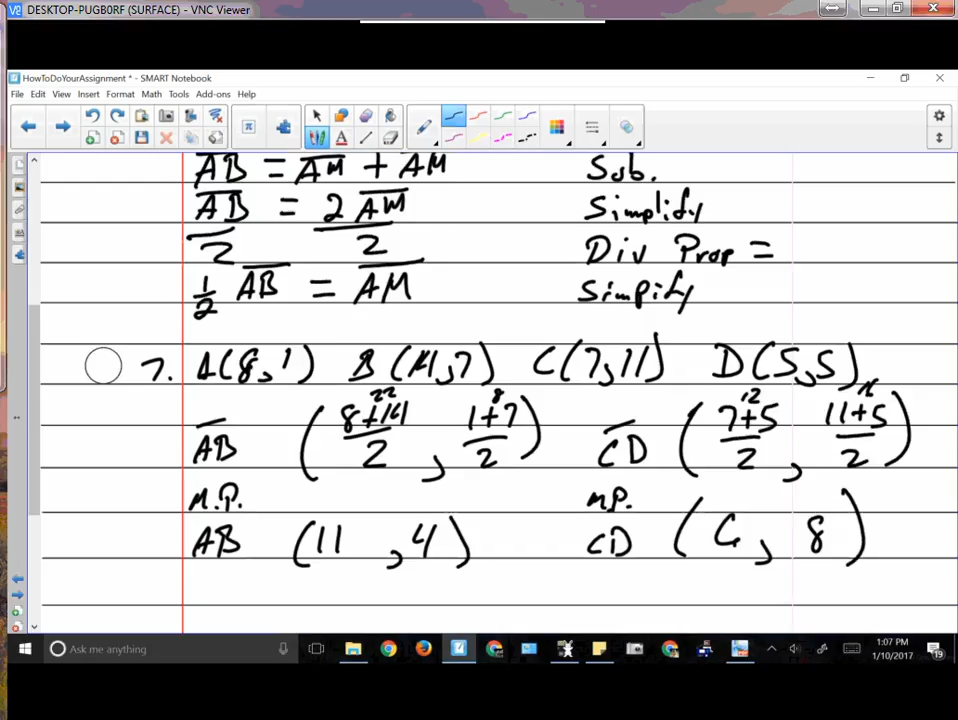 DESKTOP-PUGB0RF (SURFACE) - VNC Viewer
HowToDoYourAssignment * - SMART Notebook
File Edit View Insert Format Math Tools Add-ons Help
AB = AM + AM Sub.
AB = 2 AM Simplify
2 2 Div Prop =
1/2 AB = AM Simpify
7. A(8,1) B(14,7) C(7,11) D(5,5)
22 8 12 16
AB (8+14/2, 1+7/2) CD (7+5/2, 11+5/2)
M.P. MP.
AB (11, 4) CD (6, 8)
Ask me anything
1:07 PM
1/10/2017
19